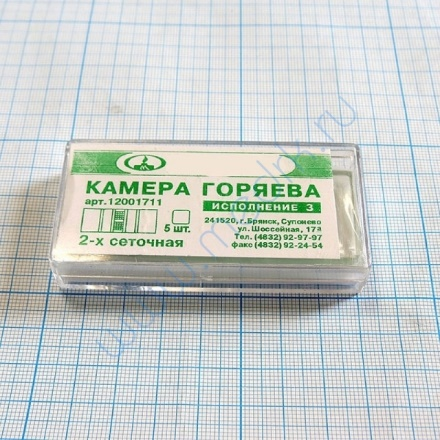 КАМЕРА ГОРЯЕВА
арт.12001711
ИСПОЛНЕНИЕ 3
5 шт.
2-х сеточная
241520, г.Брянск, Супонево
ул. Шоссейная, 17а
Тел. (4832) 92-97-97
факс (4832) 92-24-54